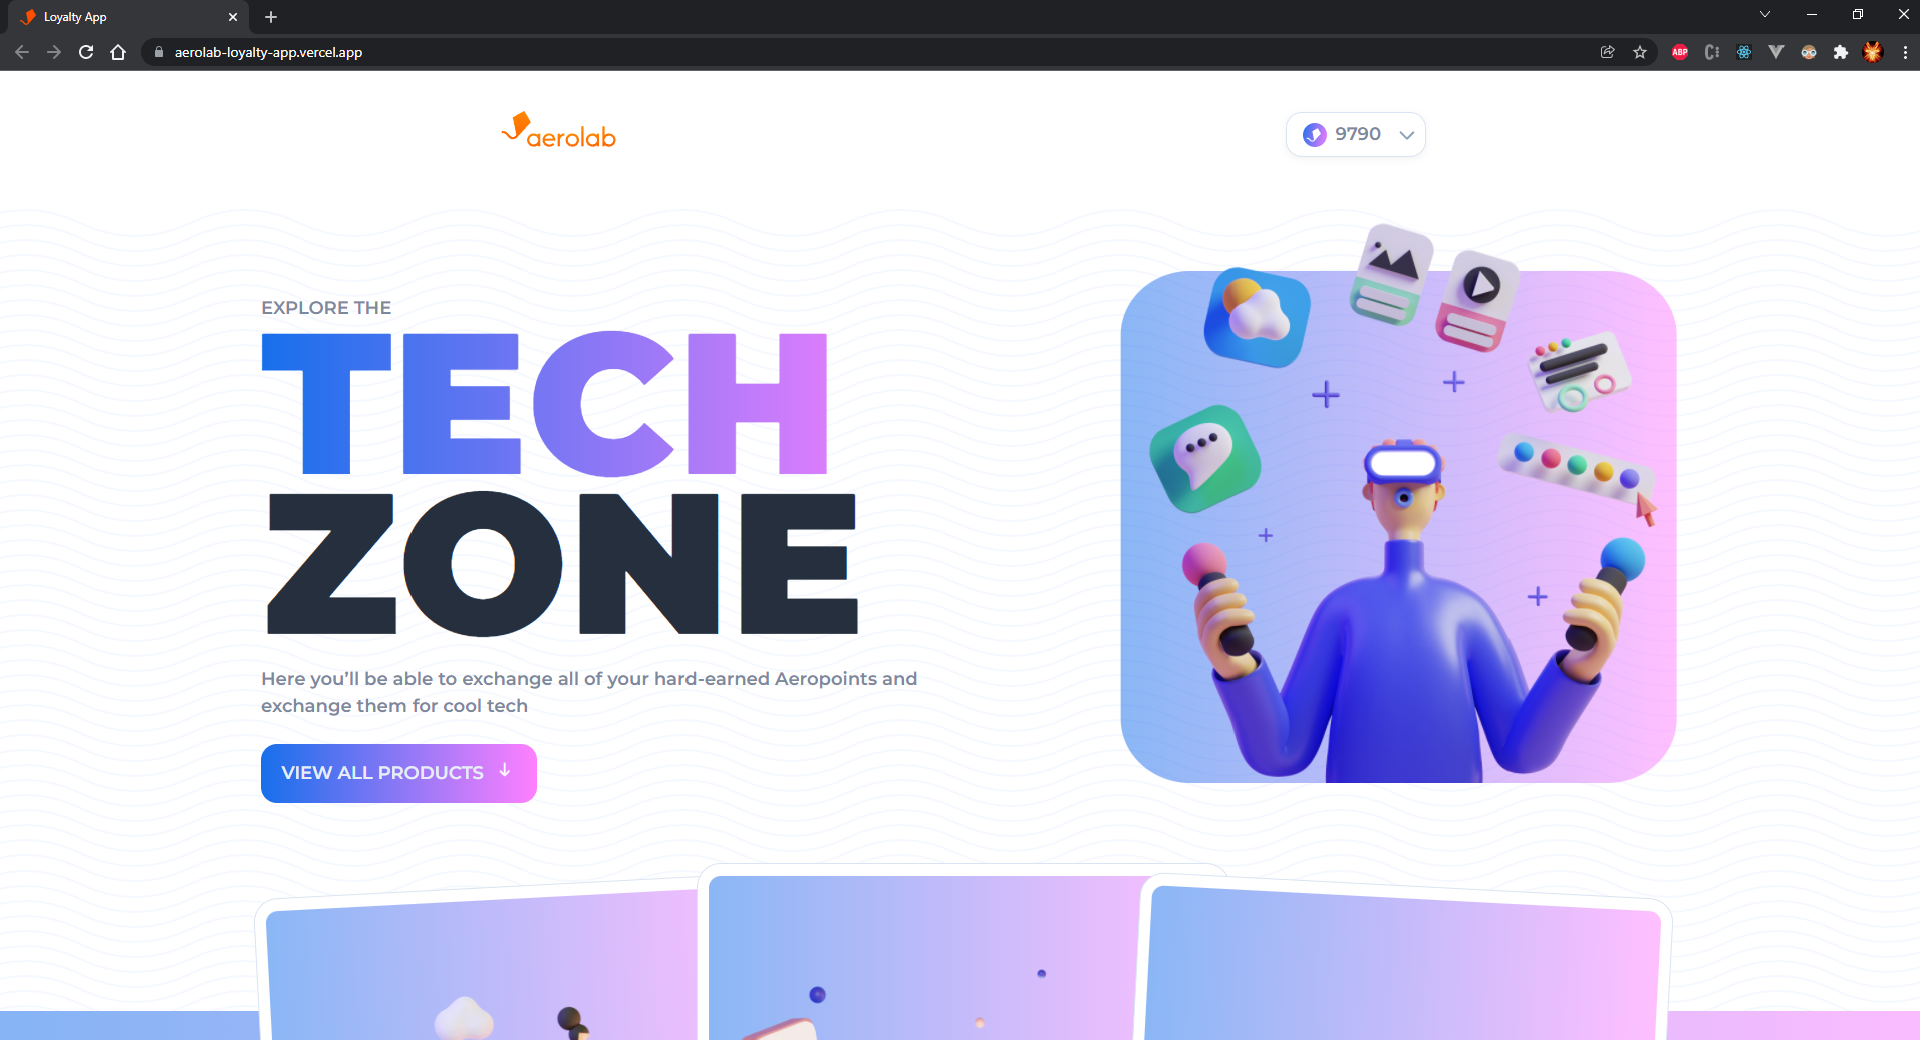 Loyalty App
aerolab-loyalty-app.vercel.app
ABP
aerolab
9790
EXPLORE THE
TECH
ZONE
Here you’ll be able to exchange all of your hard-earned Aeropoints and
exchange them for cool tech
VIEW ALL PRODUCTS